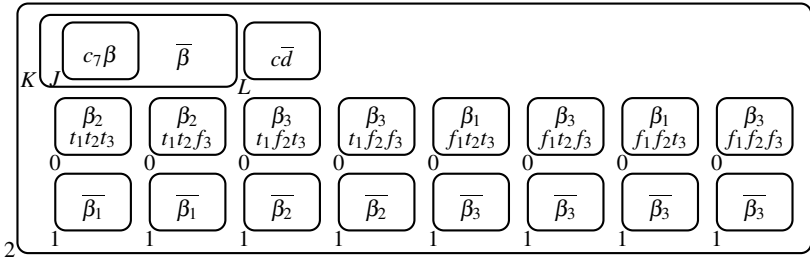 K J c₇β β̅ L cd̅
β₂ β₂ β₃ β₃ β₁ β₃ β₁ β₃
t₁t₂t₃ t₁t₂f₃ t₁f₂t₃ t₁f₂f₃ f₁t₂t₃ f₁t₂f₃ f₁f₂t₃ f₁f₂f₃
0 0 0 0 0 0 0 0
β̅₁̅ β̅₁̅ β̅₂̅ β̅₂̅ β̅₃̅ β̅₃̅ β̅₃̅ β̅₃̅
2 1 1 1 1 1 1 1 1